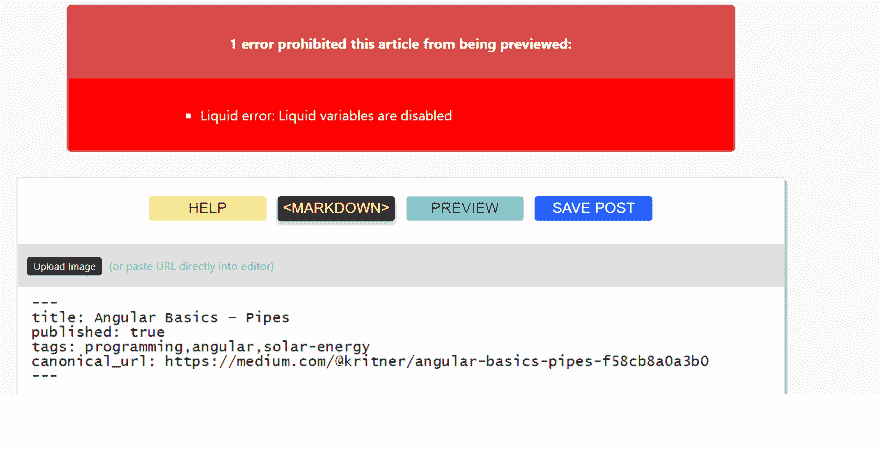 1 error prohibited this article from being previewed:
Liquid error: Liquid variables are disabled
HELP
<MARKDOWN>
PREVIEW
SAVE POST
Upload Image
(or paste URL directly into editor)
---
title: Angular Basics - Pipes
published: true
tags: programming,angular,solar-energy
canonical_url: https://medium.com/@kritner/angular-basics-pipes-f58cb8a0a3b0
---